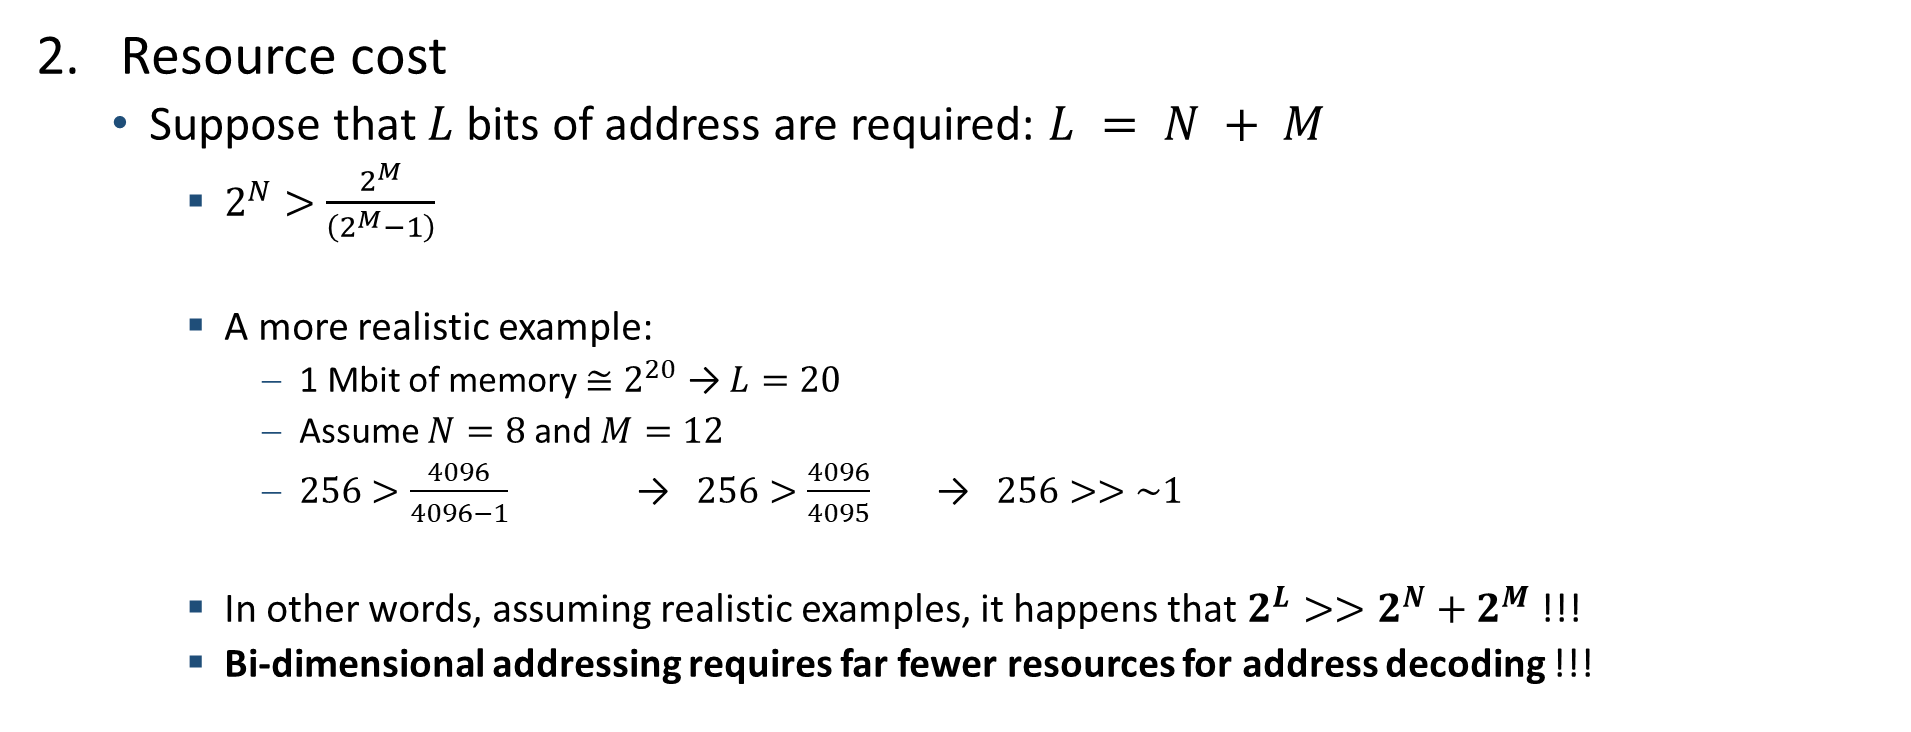 2. Resource cost
• Suppose that L bits of address are required: L = N + M
▪ 2^N > 2^M / (2^M−1)
▪ A more realistic example:
– 1 Mbit of memory ≅ 2^20 → L = 20
– Assume N = 8 and M = 12
– 256 > 4096 / 4096−1 → 256 > 4096 / 4095 → 256 >> ~1
▪ In other words, assuming realistic examples, it happens that 2^L >> 2^N + 2^M !!!
▪ Bi-dimensional addressing requires far fewer resources for address decoding !!!